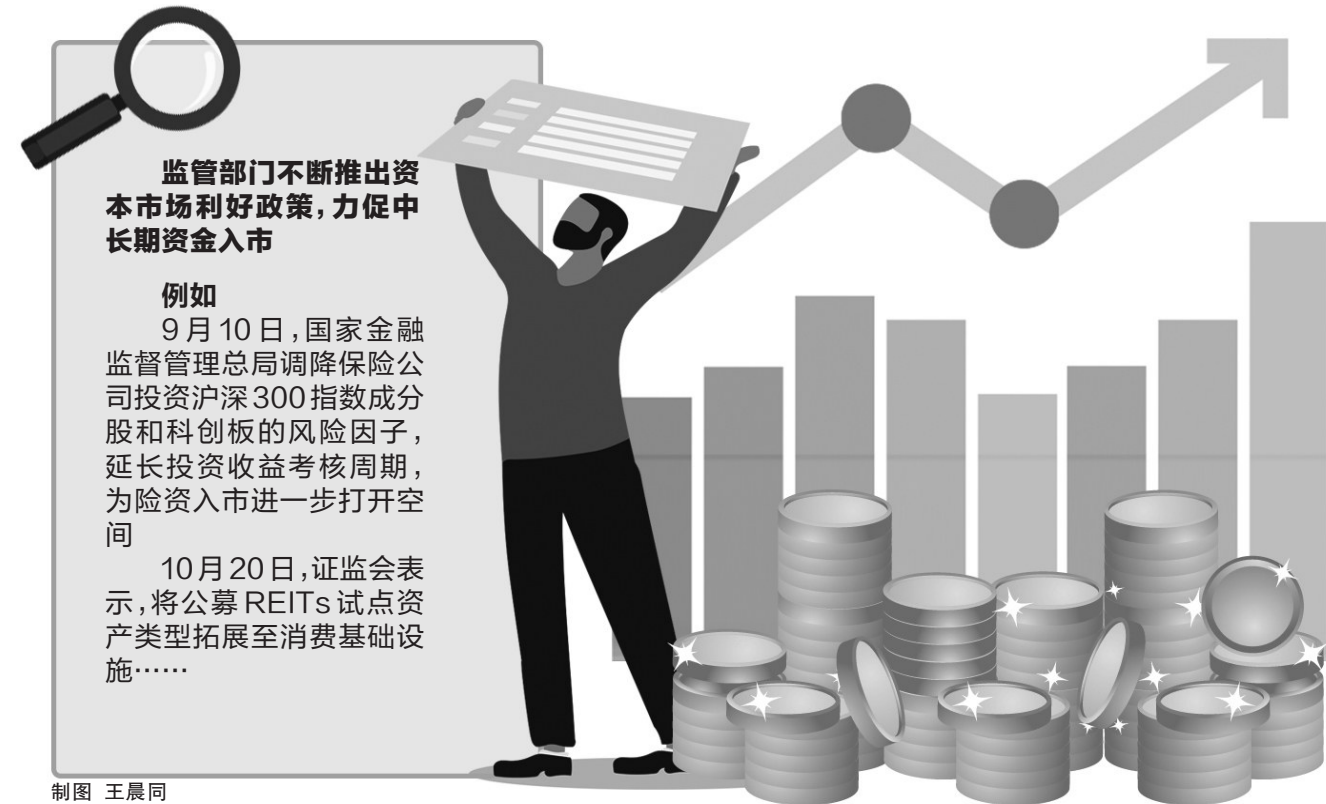 监管部门不断推出资
本市场利好政策，力促中
长期资金入市
例如
9月10日，国家金融
监督管理总局调降保险公
司投资沪深300指数成分
股和科创板的风险因子，
延长投资收益考核周期，
为险资入市进一步打开空
间
10月20日，证监会表
示，将公募REITs试点资
产类型拓展至消费基础设
施……
制图 王晨同